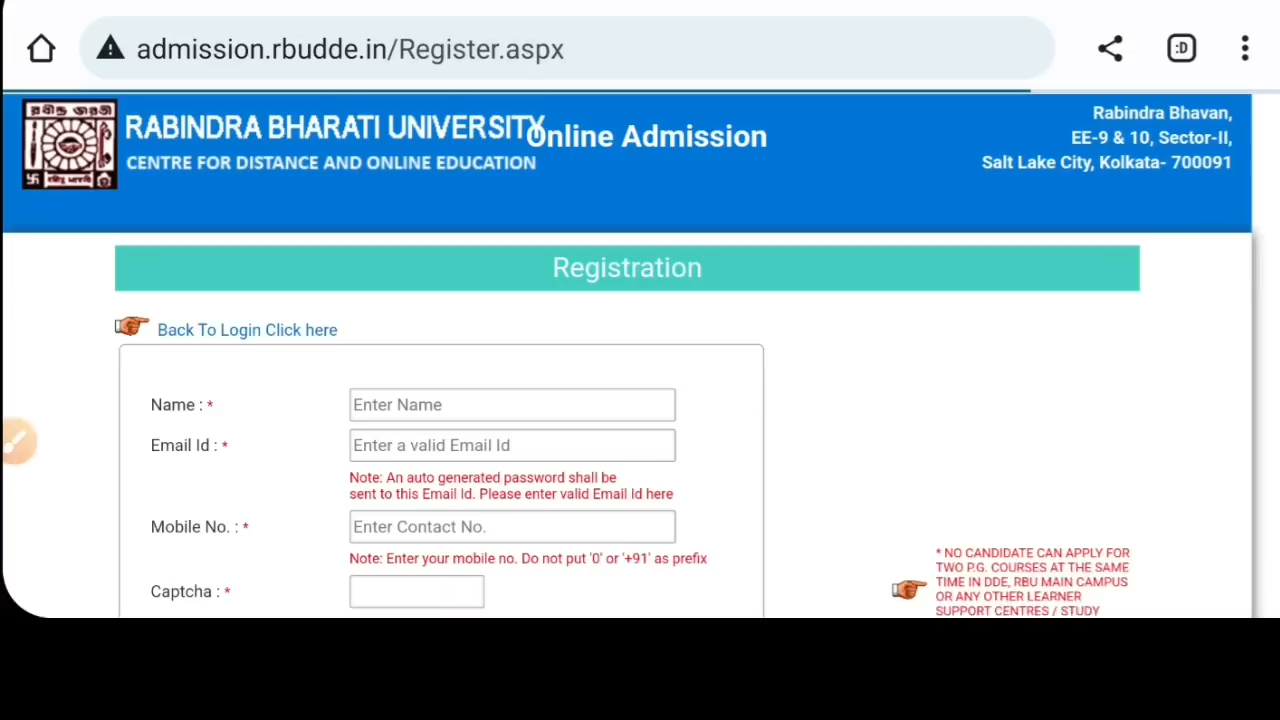 admission.rbudde.in/Register.aspx
:D
রবীন্দ্র ভারতী
RABINDRA BHARATI UNIVERSITY
CENTRE FOR DISTANCE AND ONLINE EDUCATION
Online Admission
Rabindra Bhavan,
EE-9 & 10, Sector-II,
Salt Lake City, Kolkata- 700091
Registration
Back To Login Click here
Name : *
Enter Name
Email Id : *
Enter a valid Email Id
Note: An auto generated password shall be
sent to this Email Id. Please enter valid Email Id here
Mobile No. : *
Enter Contact No.
Note: Enter your mobile no. Do not put '0' or '+91' as prefix
Captcha : *
* NO CANDIDATE CAN APPLY FOR
TWO P.G. COURSES AT THE SAME
TIME IN DDE, RBU MAIN CAMPUS
OR ANY OTHER LEARNER
SUPPORT CENTRES / STUDY